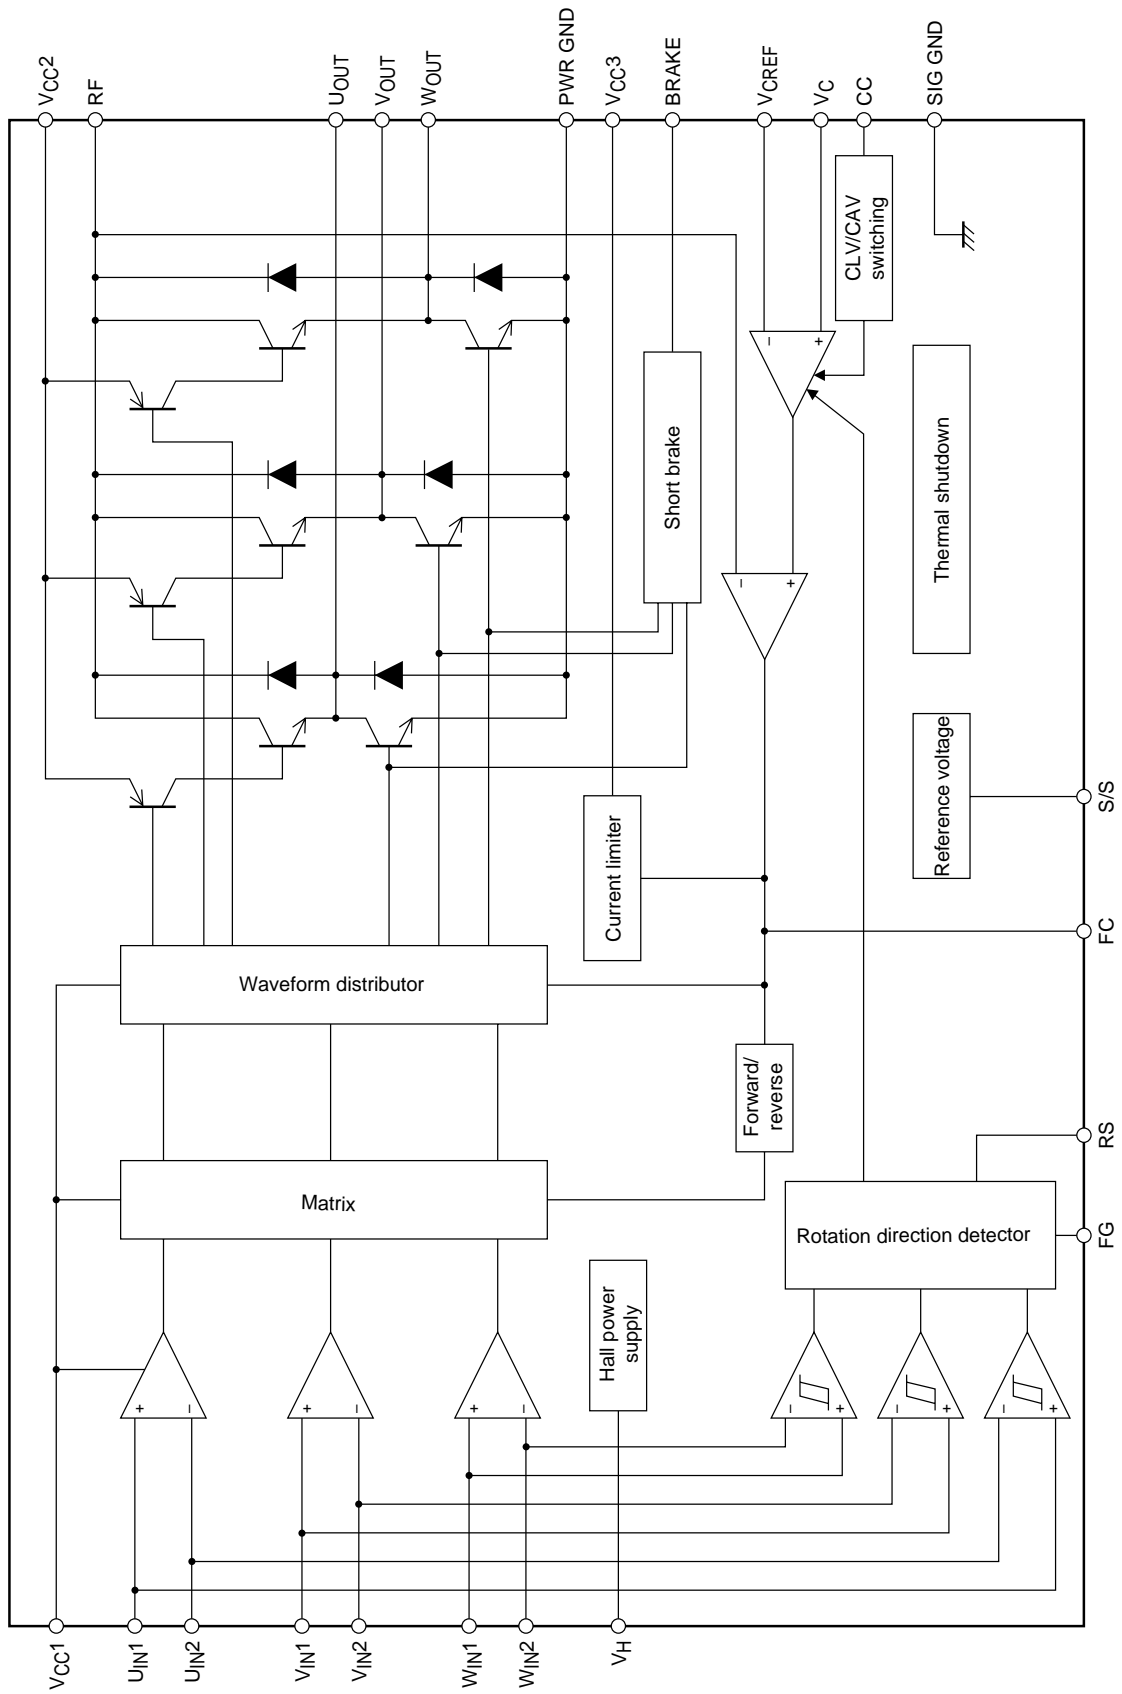 VCC2
RF
UOUT
VOUT
WOUT
PWR GND
VCC3
BRAKE
VCREF
VC
CC
SIG GND
CLV/CAV
switching
−
+
Short brake
Thermal shutdown
−
+
Current limiter
Reference voltage
S/S
FC
Waveform distributor
Forward/
reverse
RS
Matrix
Rotation direction detector
FG
Hall power
supply
+
−
+
−
+
−
−
+
−
+
−
+
VCC1
UIN1
UIN2
VIN1
VIN2
WIN1
WIN2
VH